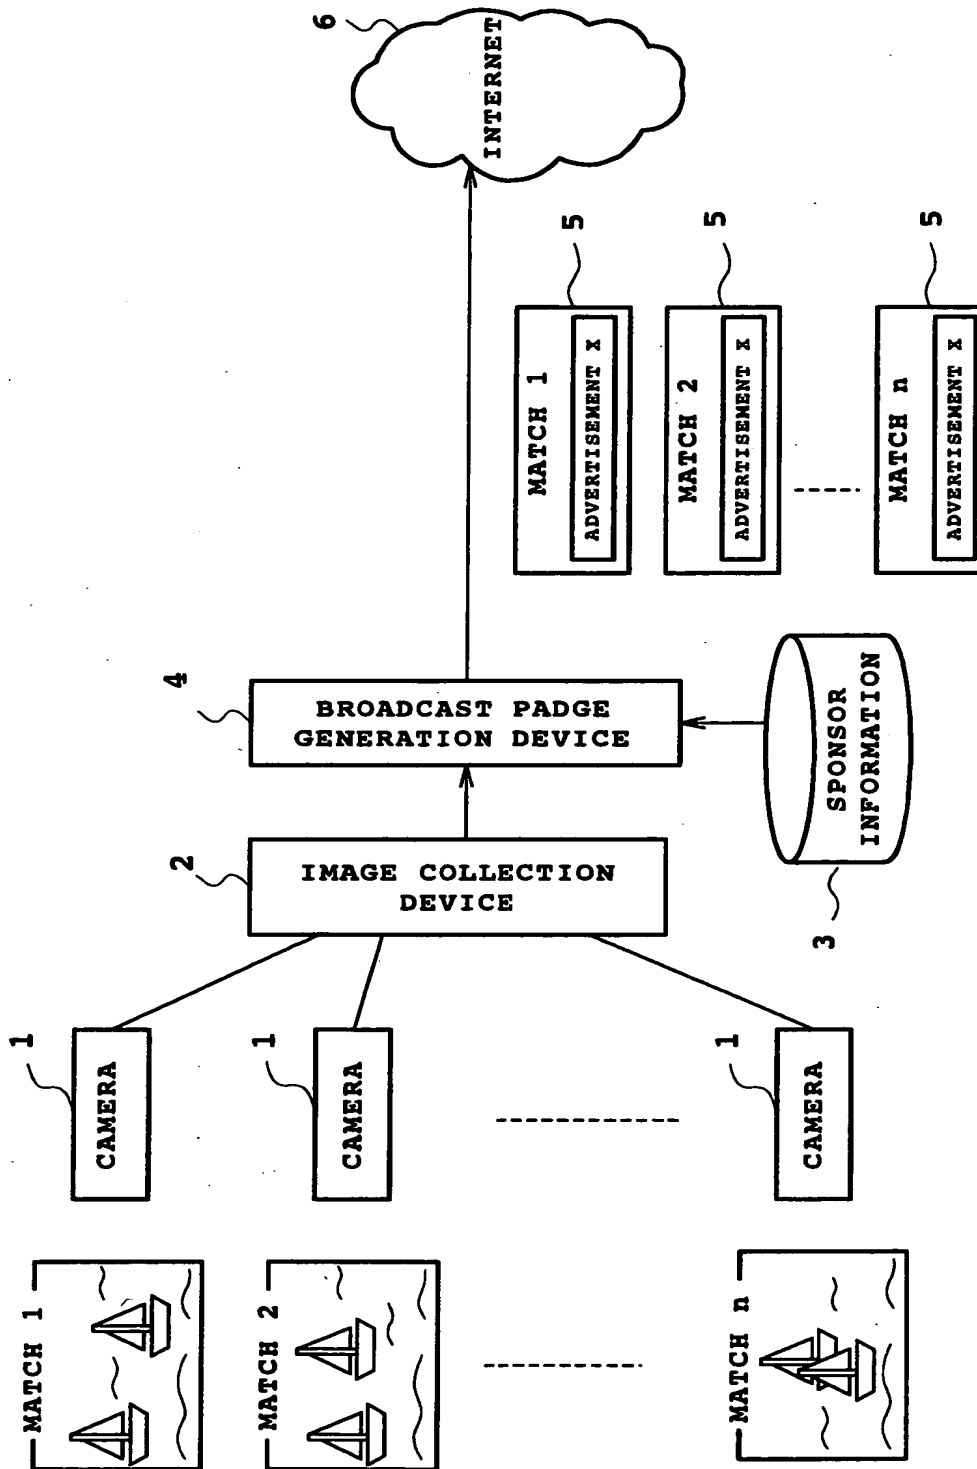 MATCH 1
MATCH 2
MATCH n
1
CAMERA
1
CAMERA
1
CAMERA
2
IMAGE COLLECTION
DEVICE
4
BROADCAST PADGE
GENERATION DEVICE
3
SPONSOR
INFORMATION
MATCH 1
ADVERTISEMENT X
5
MATCH 2
ADVERTISEMENT X
5
MATCH n
ADVERTISEMENT X
5
6
INTERNET